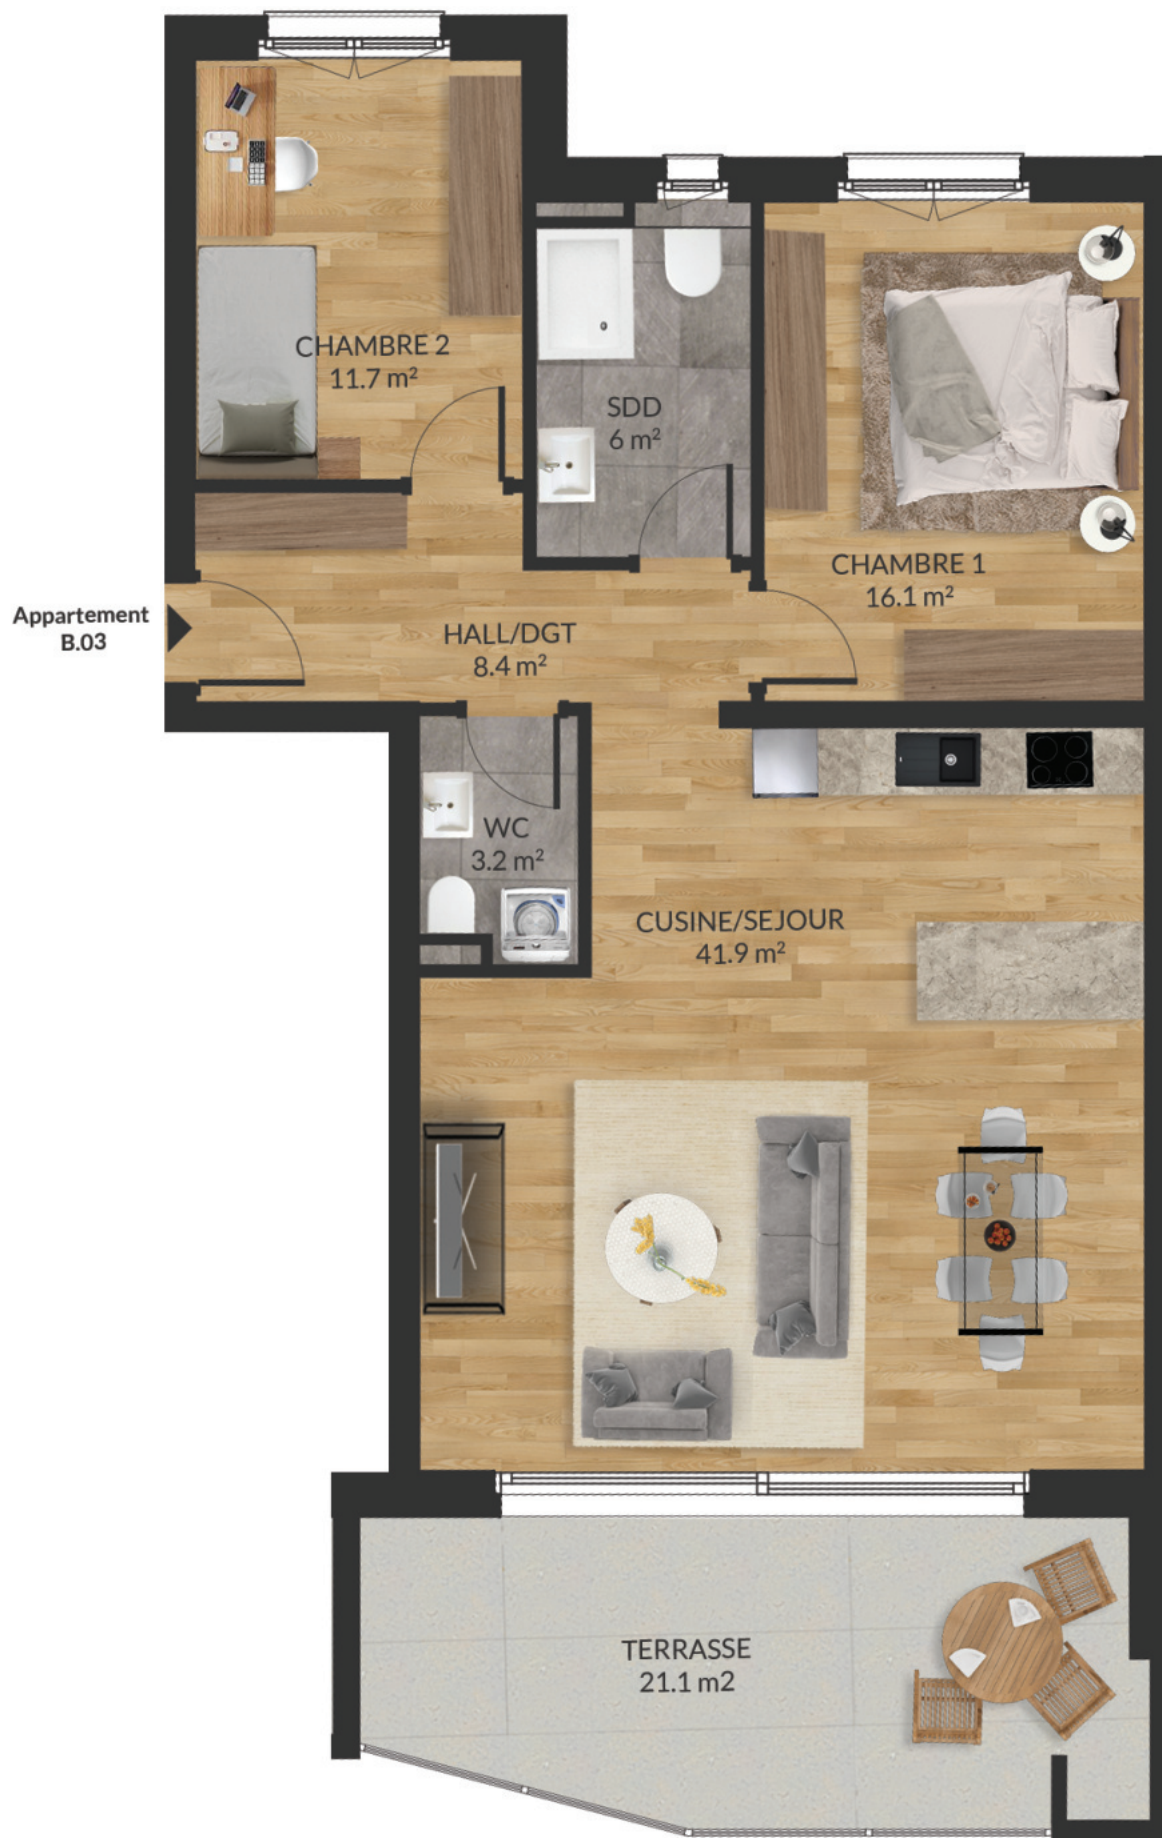 CHAMBRE 2
11.7 m²
SDD
6 m²
CHAMBRE 1
16.1 m²
Appartement
B.03
HALL/DGT
8.4 m²
WC
3.2 m²
CUSINE/SEJOUR
41.9 m²
TERRASSE
21.1 m2